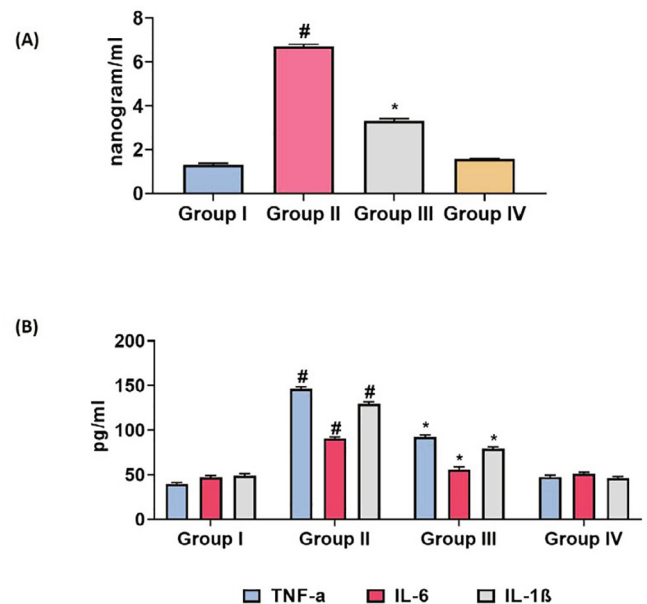 (A)
nanogram/ml
8
6
4
2
0
#
*
Group I Group II Group III Group IV
(B)
pg/ml
200
150
100
50
0
# # #
* * *
Group I Group II Group III Group IV
TNF-a IL-6 IL-1ß